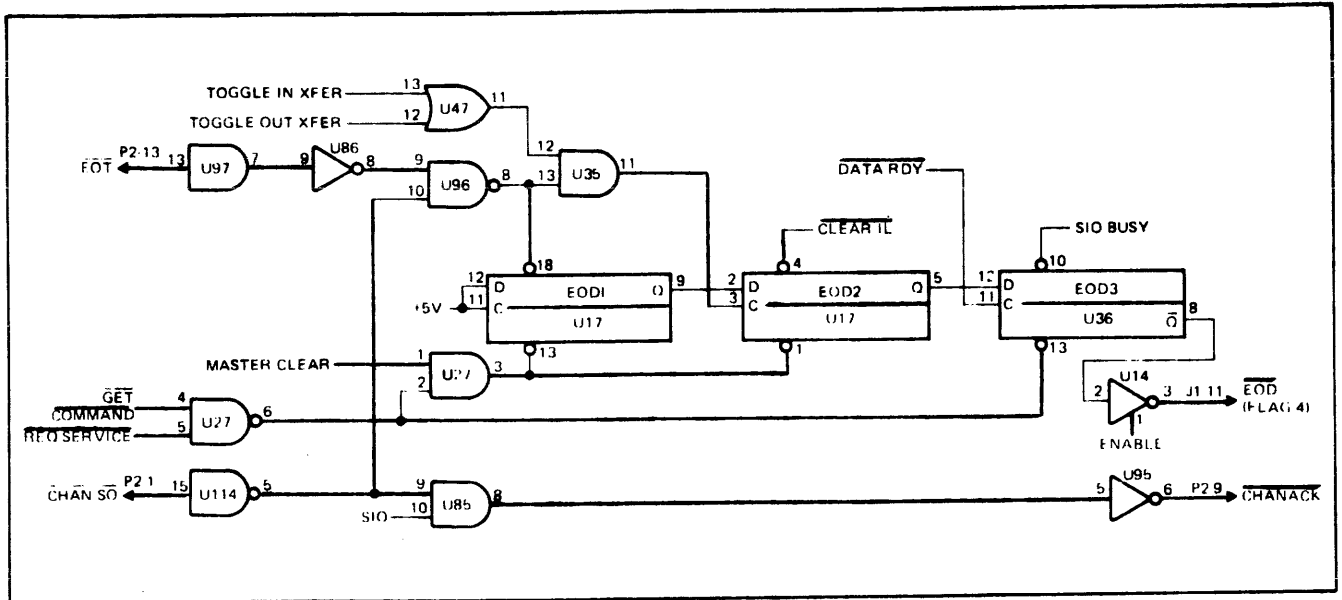 TOGGLE IN XFER 13
TOGGLE OUT XFER 12
U47 11
EOT P2-13 13 U97 7
9 U86 8
9 10 U96 8
12 13 U35 11
DATA RDY
CLEAR IL
SIO BUSY
+5V
12 D 11 C EOD1 Q 9
U17
18
13
2 D 3 C EOD2 Q 5
U17
4
1
12 D 11 C EOD3
U36 Q 8
10
13
MASTER CLEAR 1
2 U27 3
GET
COMMAND 4
REQ SERVICE 5
U27 6
2 U14 3 J1 11 EOD
(FLAG 4)
1
ENABLE
CHAN SO P2 1 15 U114 5
9
SIO 10
U85 8
5 U95 6 P2 9 CHANACK